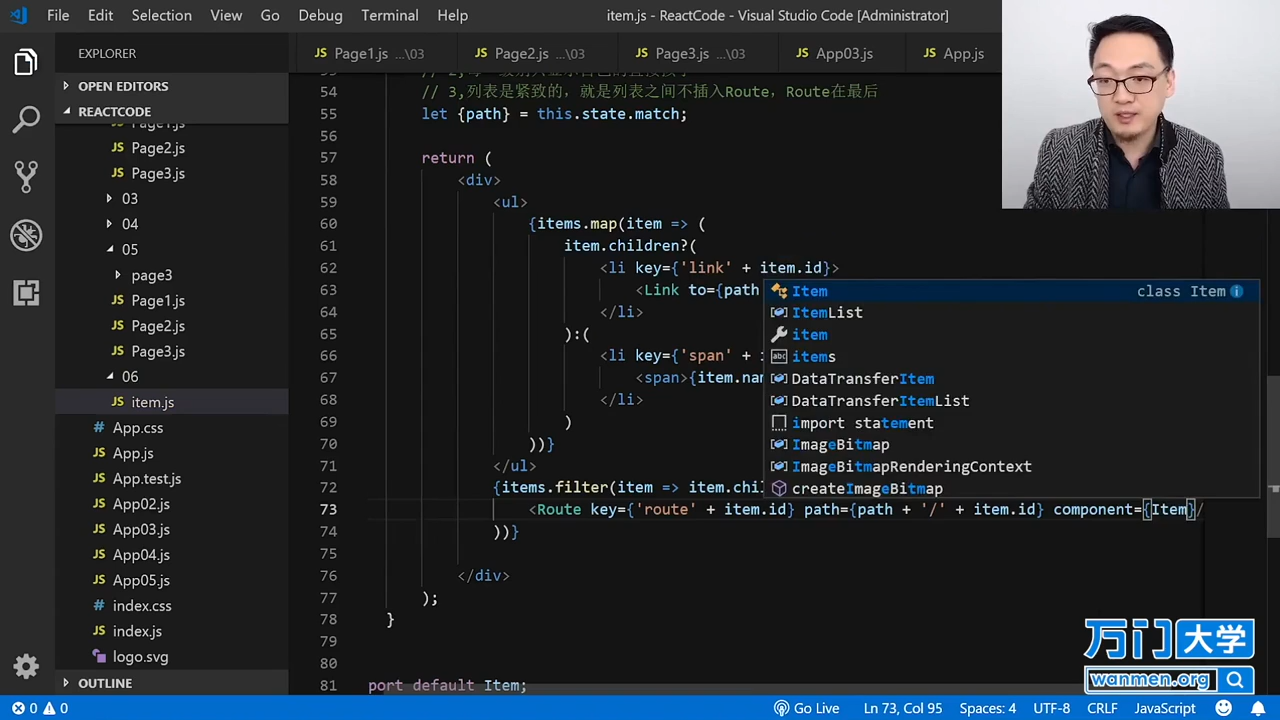 File Edit Selection View Go Debug Terminal Help
item.js - ReactCode - Visual Studio Code [Administrator]
EXPLORER
OPEN EDITORS
REACTCODE
Page1.js
Page2.js
Page3.js
03
04
05
page3
Page1.js
Page2.js
Page3.js
06
item.js
App.css
App.js
App.test.js
App02.js
App03.js
App04.js
App05.js
index.css
index.js
logo.svg
OUTLINE
Page1.js ...\03 Page2.js ...\03 Page3.js ...\03 App03.js App.js
54 // 3,列表是紧致的，就是列表之间不插入Route，Route在最后
55 let {path} = this.state.match;
56
57 return (
58 <div>
59 <ul>
60 {items.map(item => (
61 item.children?(
62 <li key={'link' + item.id}>
63 <Link to={path
64 </li>
65 ):(
66 <li key={'span' + i
67 <span>{item.nam
68 </li>
69 )
70 ))}
71 </ul>
72 {items.filter(item => item.chi
73 <Route key={'route' + item.id} path={path + '/' + item.id} component={Item}/
74 ))}
75
76 </div>
77 );
78 }
79
80
81 port default Item;
Item class Item
ItemList
item
items
DataTransferItem
DataTransferItemList
import statement
ImageBitmap
ImageBitmapRenderingContext
createImageBitmap
万门大学
wanmen.org
0 0 Go Live Ln 73, Col 95 Spaces: 4 UTF-8 CRLF JavaScript